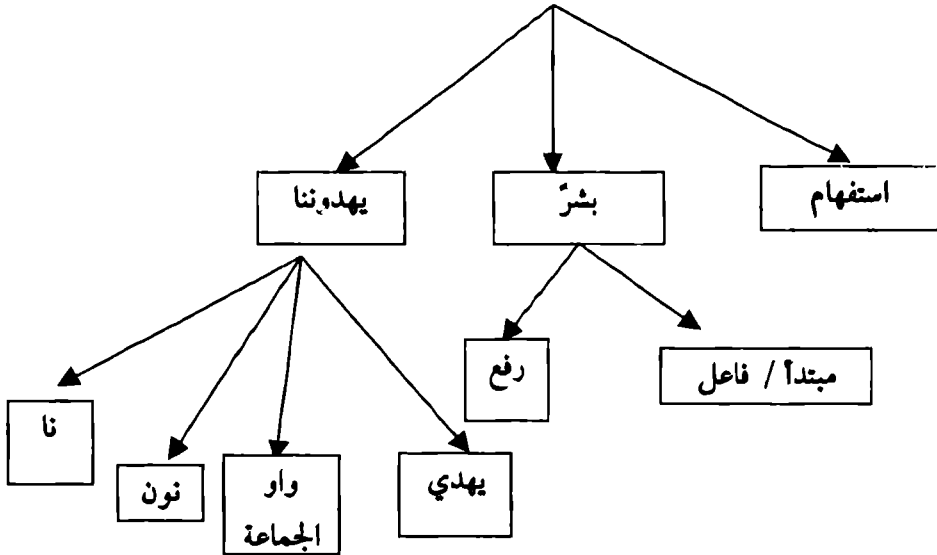 استفهام
بشرٌ
يهدوننا
مبتدأ / فاعل
رفع
يهدي
واو
الجماعة
نون
نا